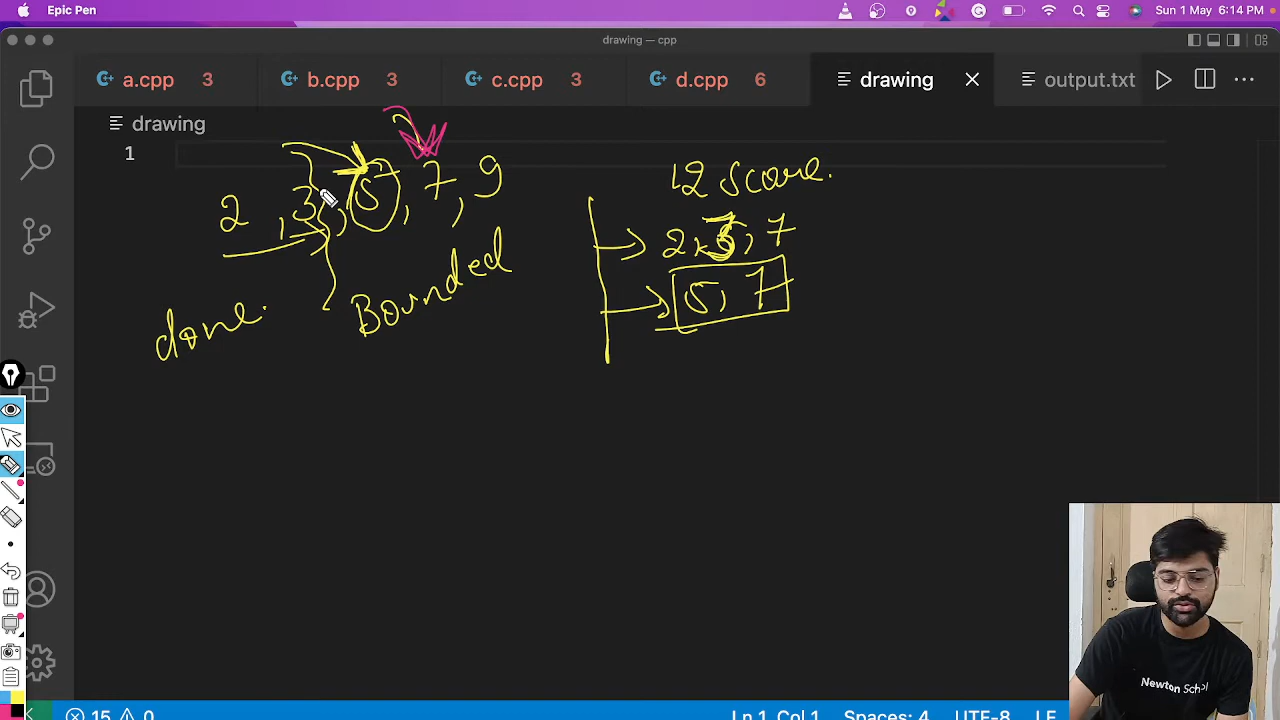 Epic Pen
Sun 1 May 6:14 PM
drawing — cpp
a.cpp 3
b.cpp 3
c.cpp 3
d.cpp 6
drawing
output.txt
drawing
1
2, 3, 5, 7, 9
12 score.
2, 3, 7
5, 7
Bounded
done.
Newton School
15 0
Ln 1, Col 1
Spaces: 4
UTF-8
LF